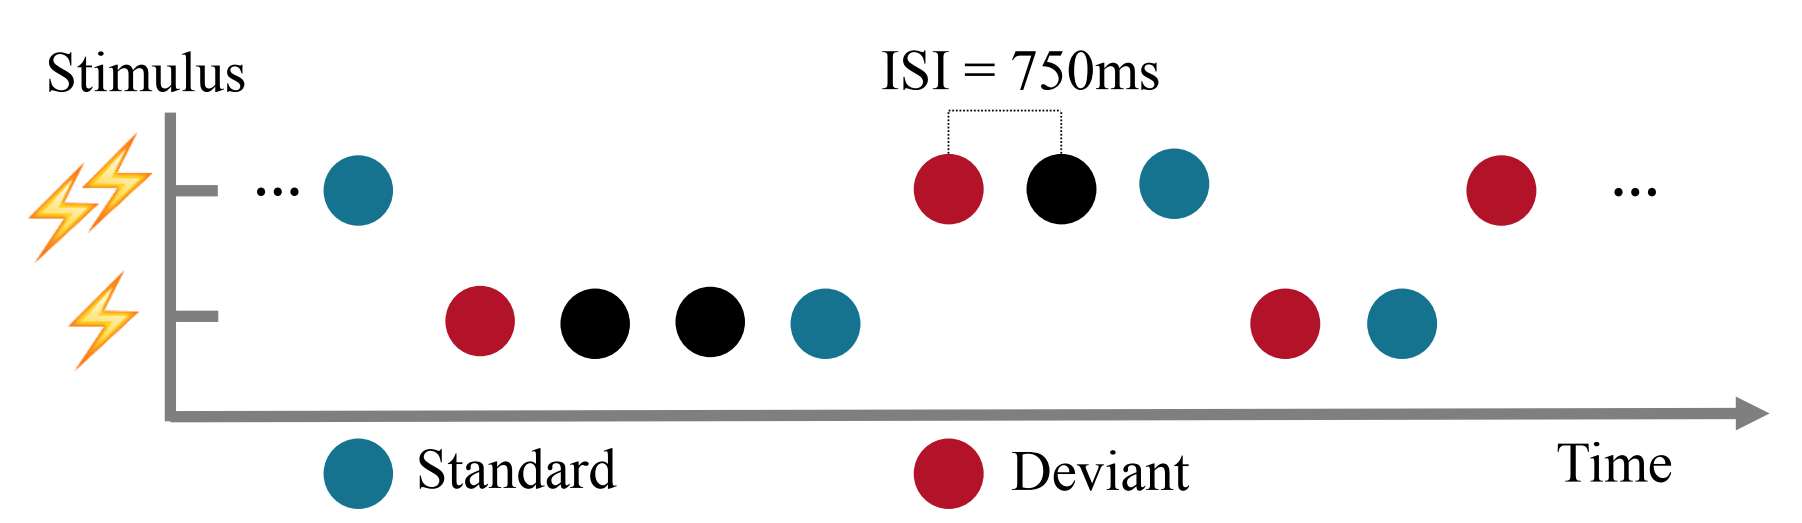 Stimulus
ISI = 750ms
...
...
Standard
Deviant
Time